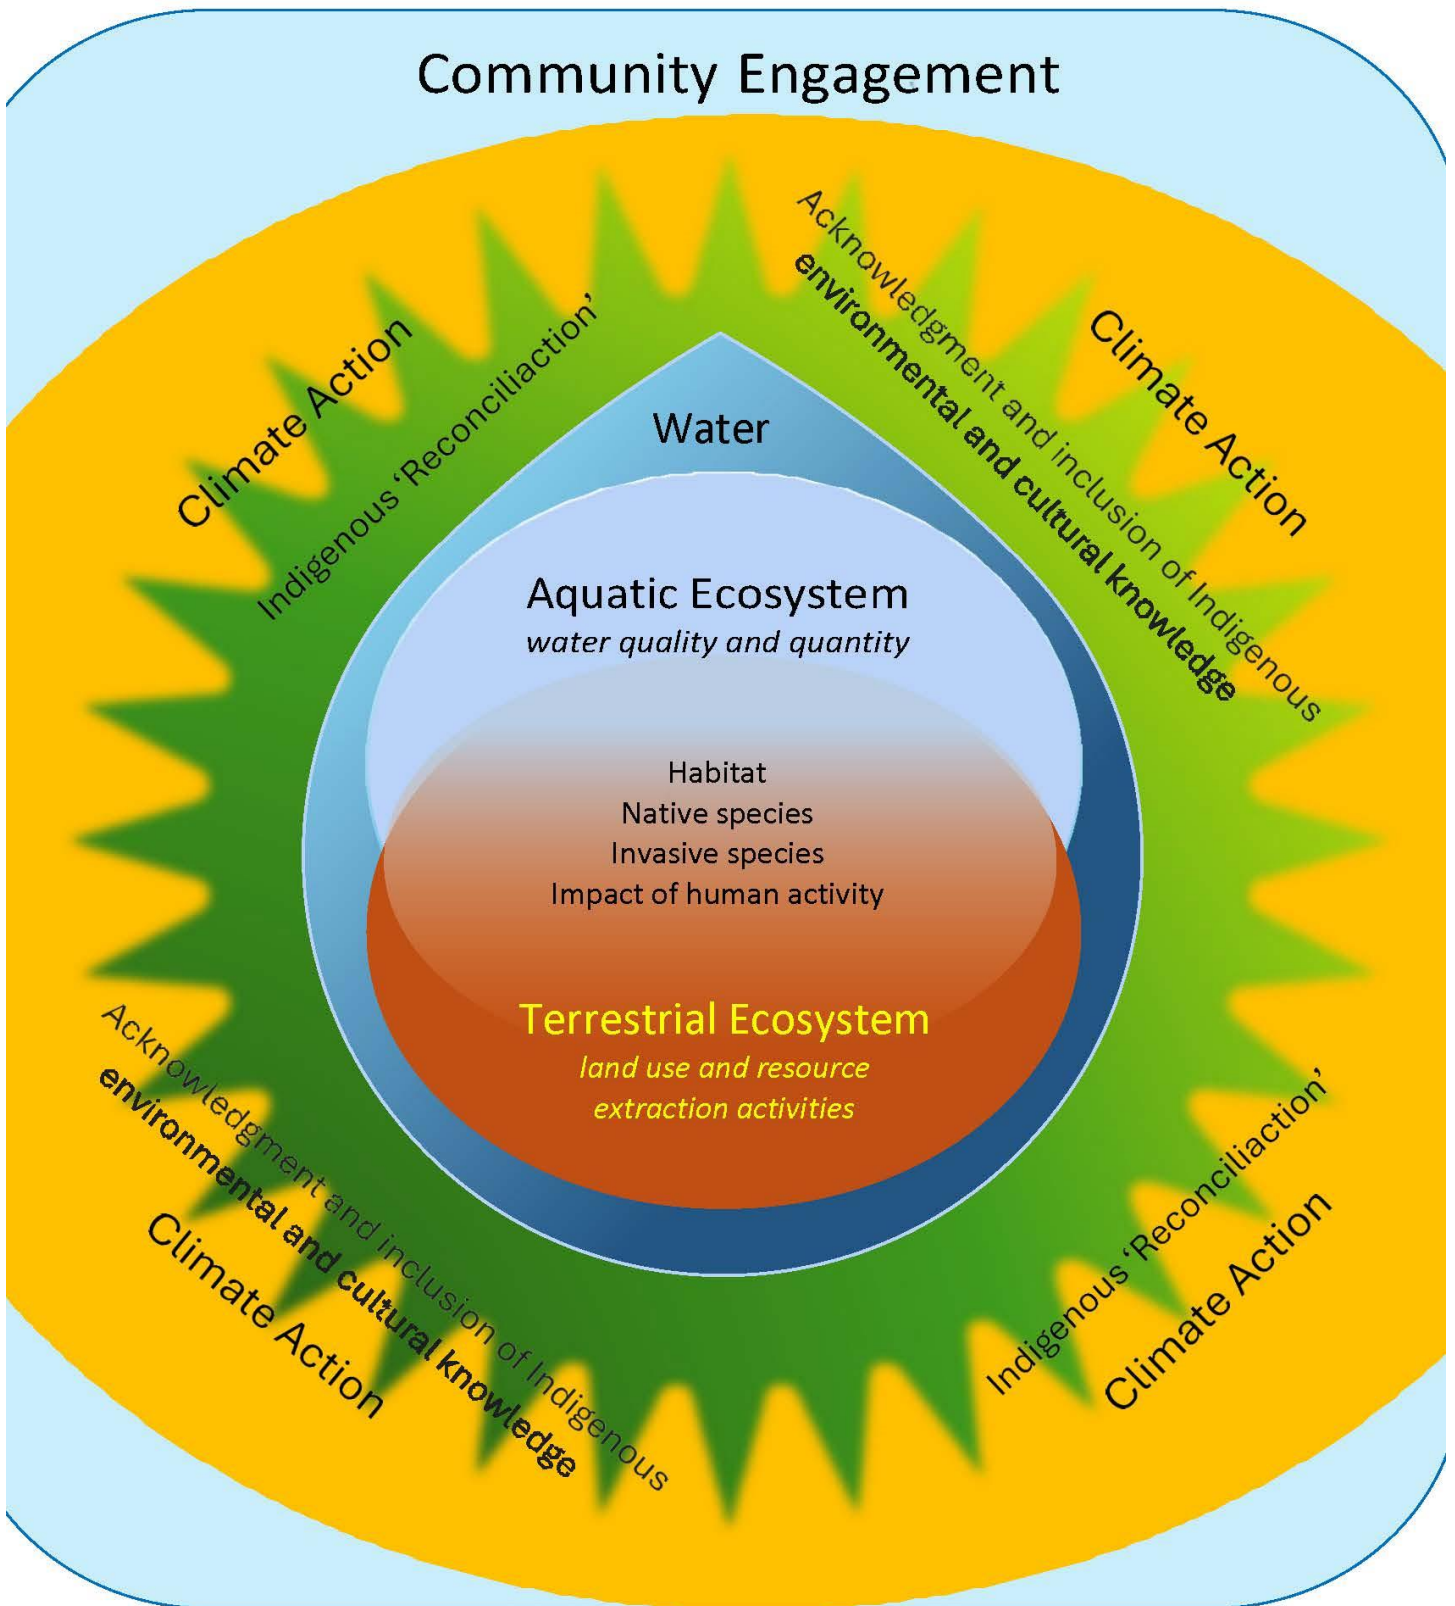 Community Engagement
Climate Action
Indigenous ‘Reconciliaction’
Acknowledgment and inclusion of Indigenous
environmental and cultural knowledge
Climate Action
Water
Aquatic Ecosystem
water quality and quantity
Habitat
Native species
Invasive species
Impact of human activity
Terrestrial Ecosystem
land use and resource
extraction activities
Acknowledgment and inclusion of Indigenous
environmental and cultural knowledge
Climate Action
Indigenous ‘Reconciliaction’
Climate Action